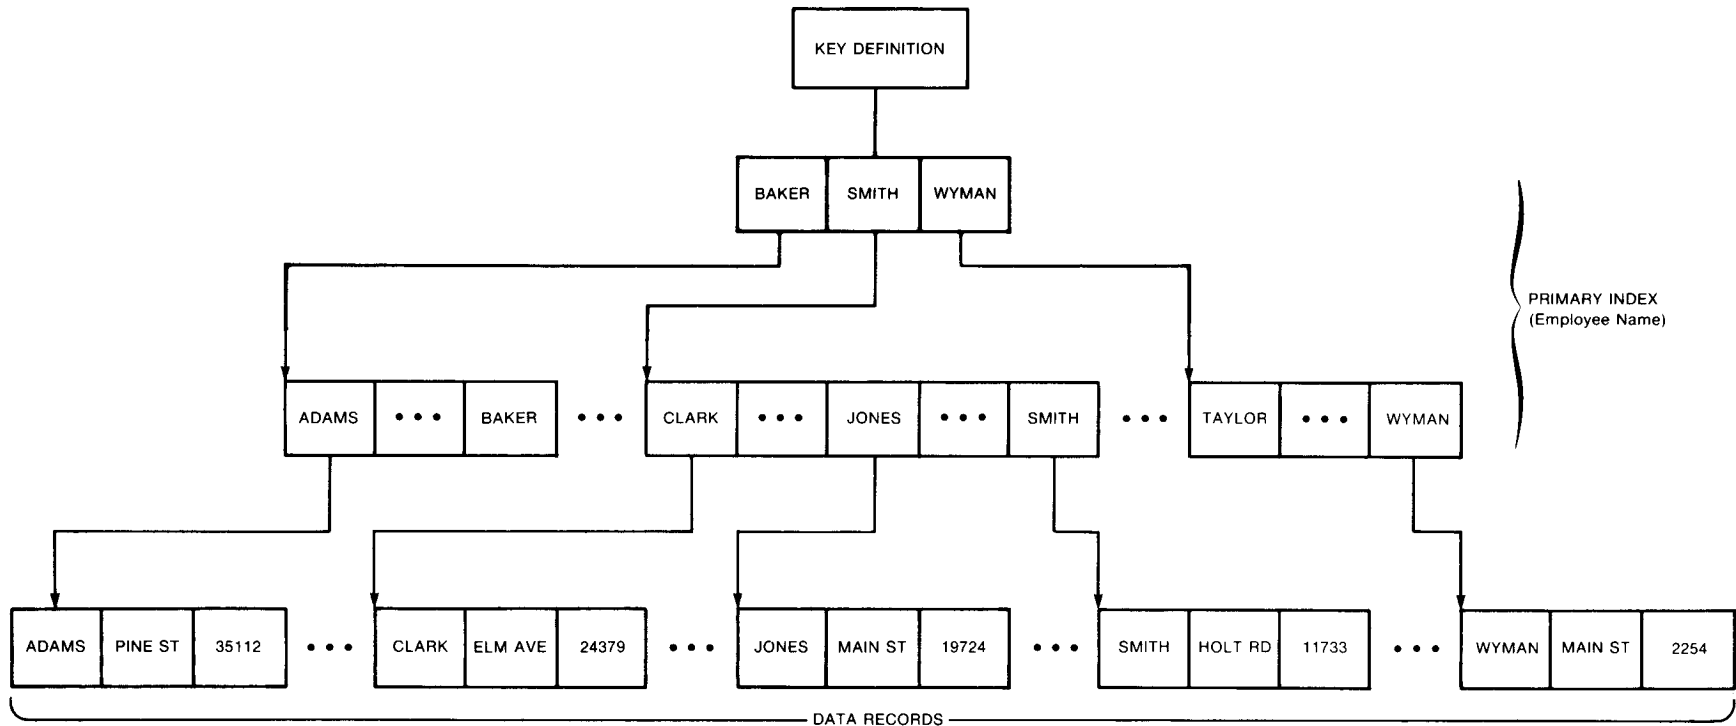 KEY DEFINITION
BAKER SMITH WYMAN
PRIMARY INDEX
(Employee Name)
ADAMS ••• BAKER ••• CLARK ••• JONES ••• SMITH ••• TAYLOR ••• WYMAN
ADAMS PINE ST 35112 ••• CLARK ELM AVE 24379 ••• JONES MAIN ST 19724 ••• SMITH HOLT RD 11733 ••• WYMAN MAIN ST 2254
DATA RECORDS